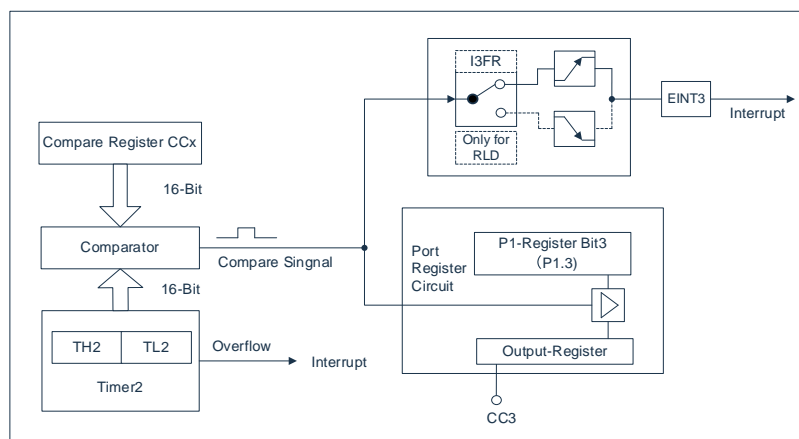 I3FR
Only for
RLD
EINT3
Interrupt
Compare Register CCx
16-Bit
Comparator
Compare Singnal
16-Bit
TH2
TL2
Timer2
Overflow
Interrupt
Port
Register
Circuit
P1-Register Bit3
(P1.3)
Output-Register
CC3